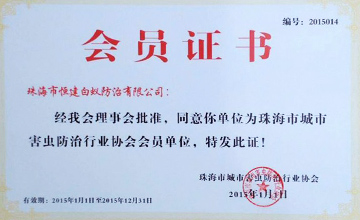 编号：2015014
会员证书
珠海市恒建白蚁防治有限公司：
经我会理事会批准，同意你单位为珠海市城市
害虫防治行业协会会员单位，特发此证！
珠海市城市害虫防治行业协会
2015年1月1日
有效期：2015年1月1日至2015年12月31日